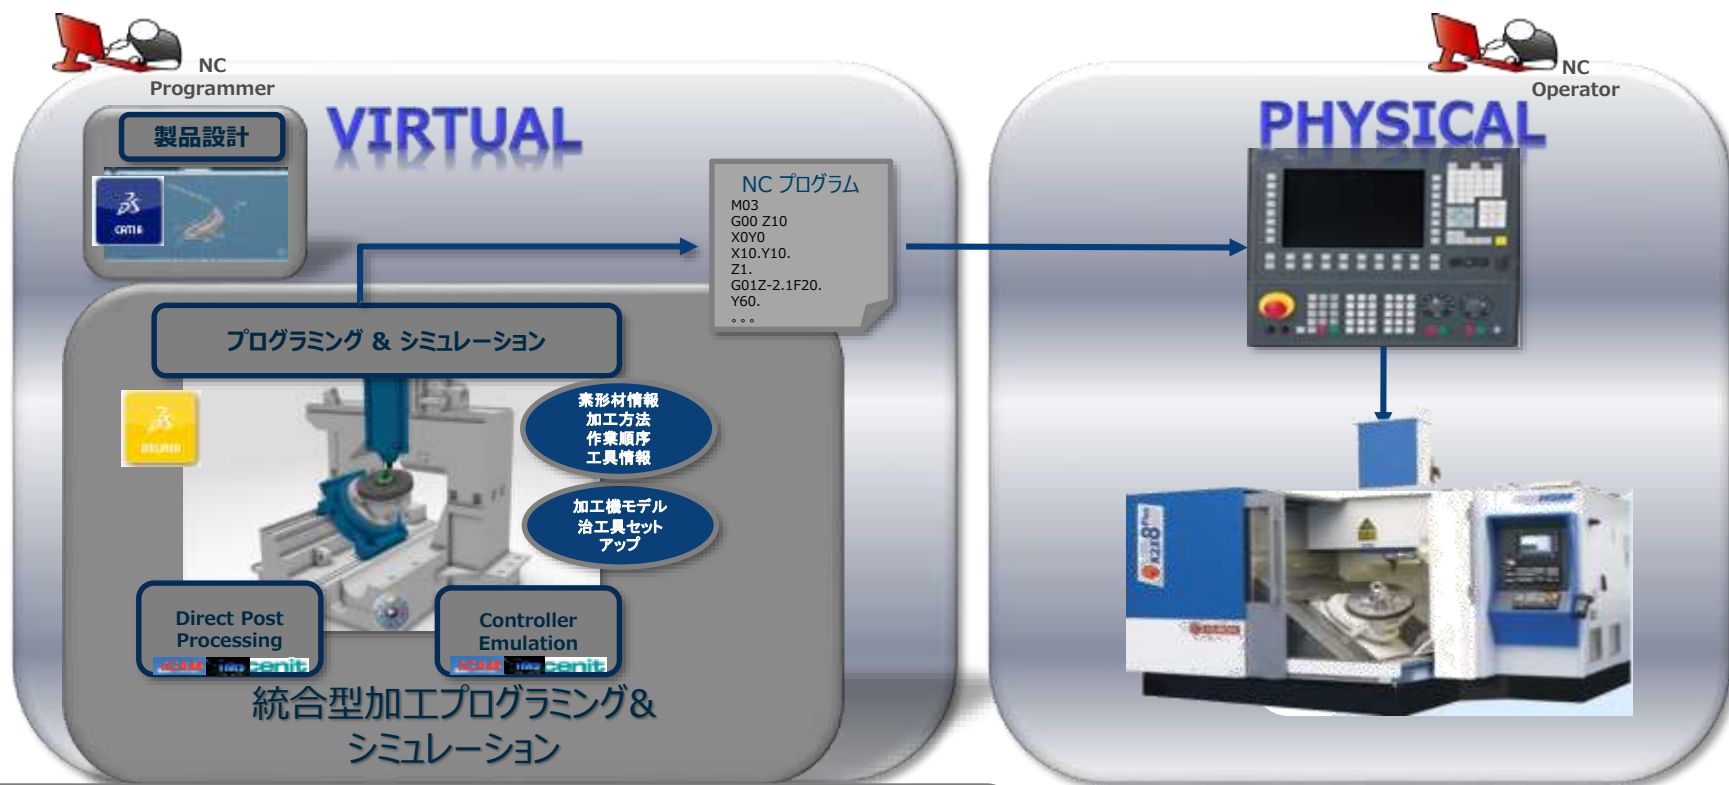 NC
Programmer
NC
Operator
VIRTUAL
PHYSICAL
製品設計
CATIA
NC プログラム
M03
G00 Z10
X0Y0
X10.Y10.
Z1.
G01Z-2.1F20.
Y60.
。。。
プログラミング & シミュレーション
素形材情報
加工方法
作業順序
工具情報
加工機モデル
治工具セット
アップ
Direct Post
Processing
ICAM
cenit
Controller
Emulation
ICAM
cenit
統合型加工プログラミング&
シミュレーション